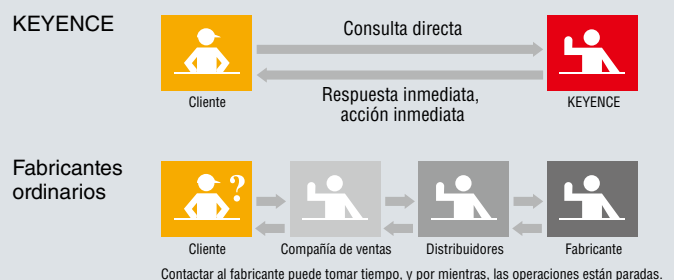 KEYENCE
Consulta directa
Cliente
Respuesta inmediata,
acción inmediata
KEYENCE
Fabricantes
ordinarios
?
Cliente
Compañía de ventas
Distribuidores
Fabricante
Contactar al fabricante puede tomar tiempo, y por mientras, las operaciones están paradas.